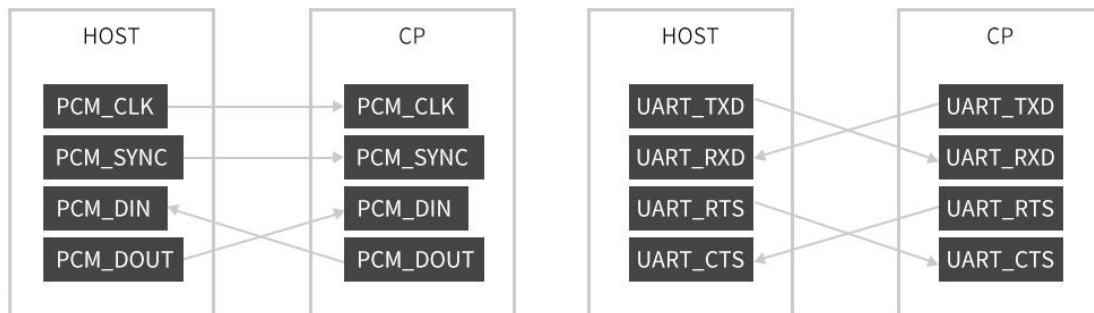 HOST
CP
PCM_CLK
PCM_CLK
PCM_SYNC
PCM_SYNC
PCM_DIN
PCM_DIN
PCM_DOUT
PCM_DOUT
HOST
CP
UART_TXD
UART_TXD
UART_RXD
UART_RXD
UART_RTS
UART_RTS
UART_CTS
UART_CTS